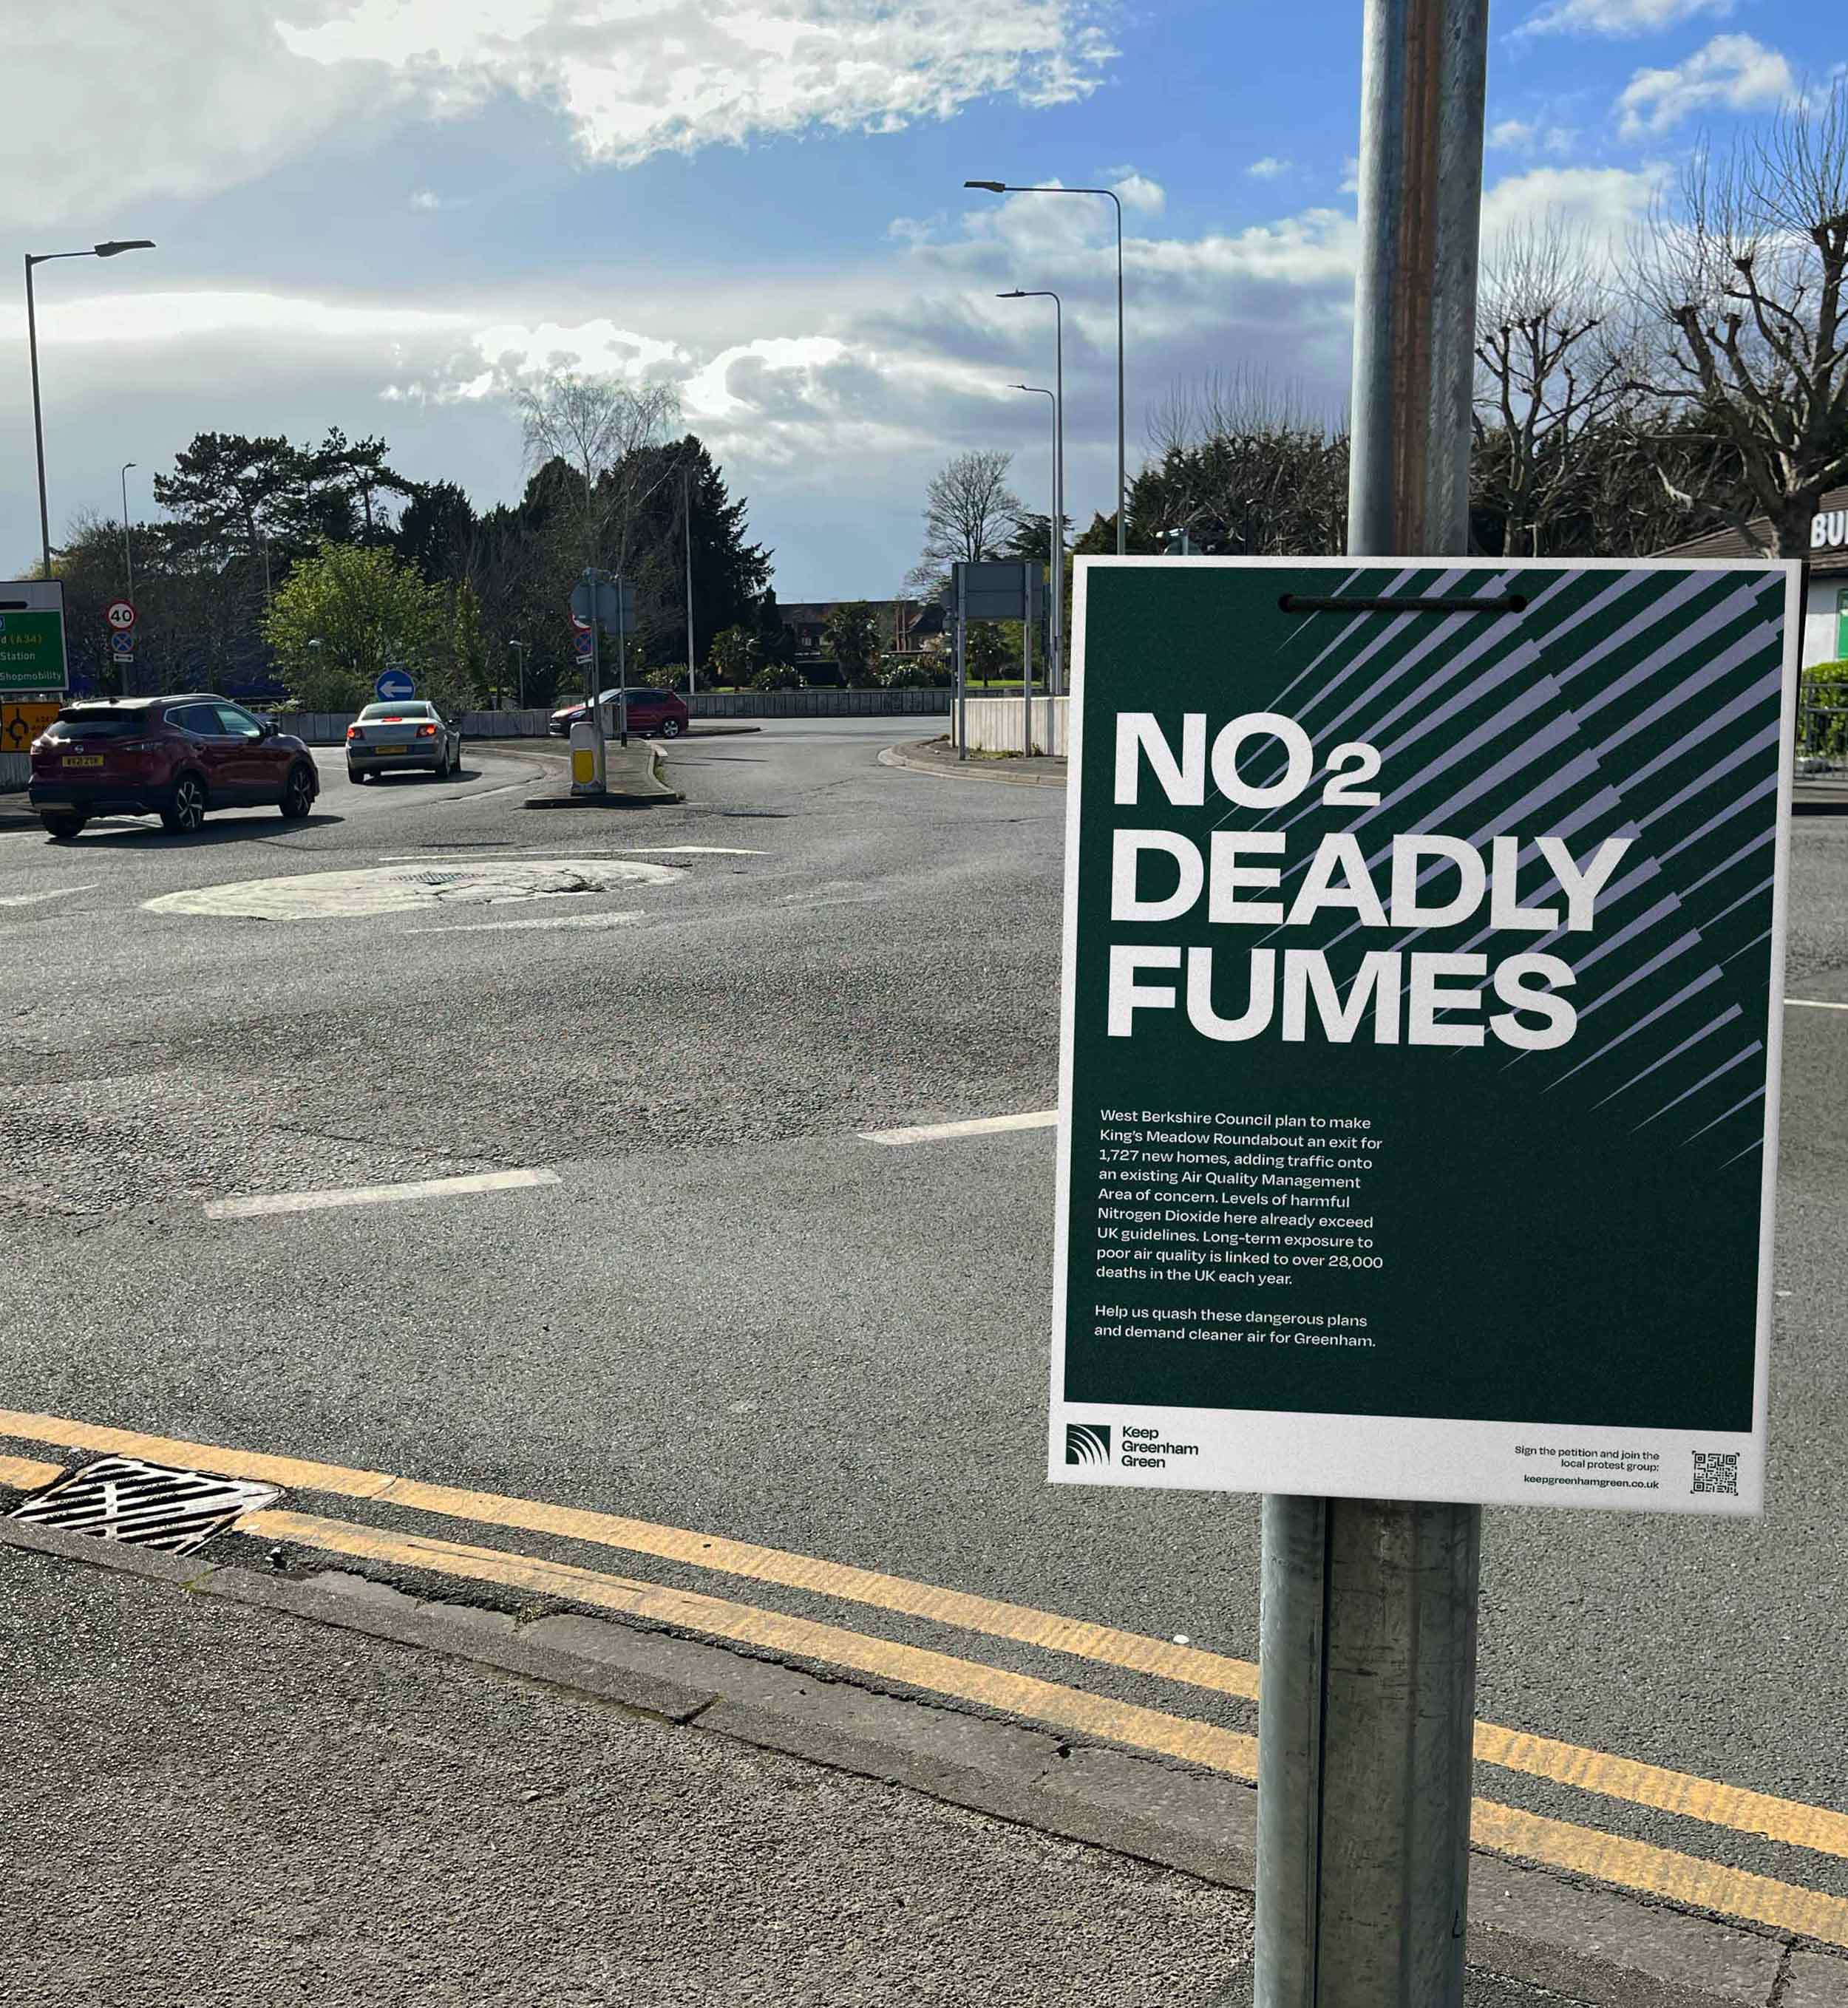 40
(A34)
Station
Shopmobility
BUI
NO2
DEADLY
FUMES
West Berkshire Council plan to make
King's Meadow Roundabout an exit for
1,727 new homes, adding traffic onto
an existing Air Quality Management
Area of concern. Levels of harmful
Nitrogen Dioxide here already exceed
UK guidelines. Long-term exposure to
poor air quality is linked to over 28,000
deaths in the UK each year.
Help us quash these dangerous plans
and demand cleaner air for Greenham.
Keep
Greenham
Green
Sign the petition and join the
local protest group:
keepgreenhamgreen.co.uk